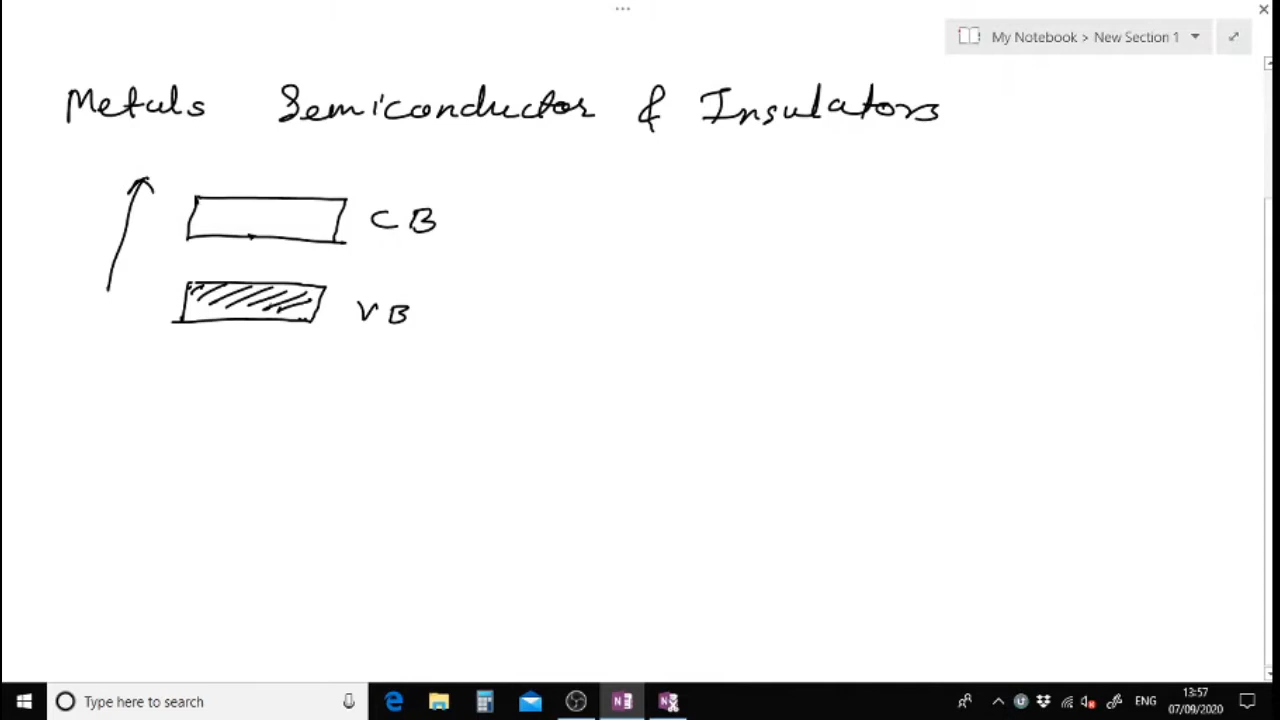 My Notebook > New Section 1
Metals Semiconductor & Insulators
CB
VB
Type here to search
ENG
13:57
07/09/2020